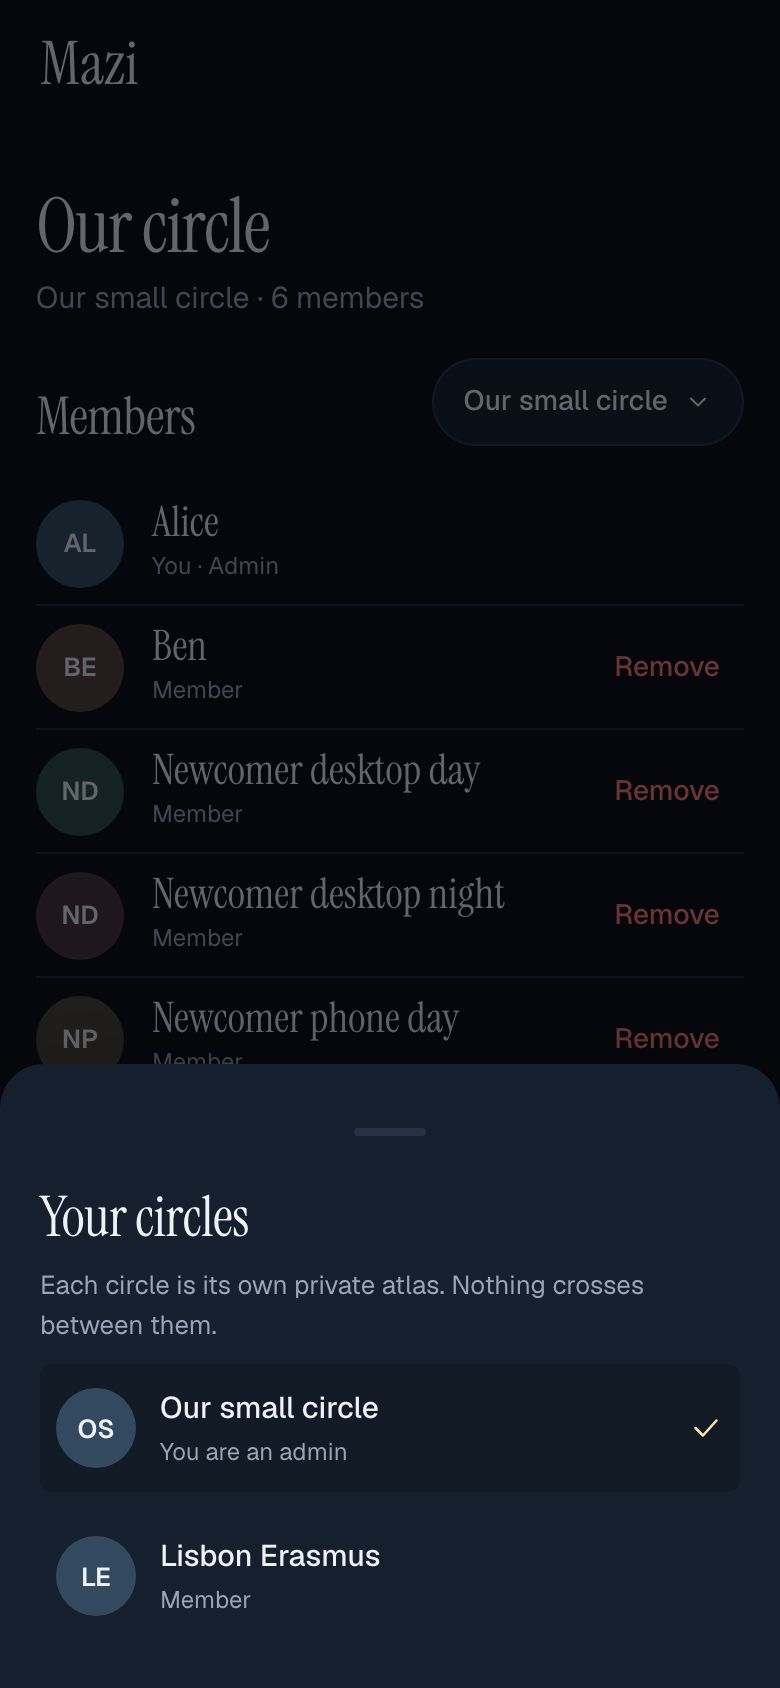 Mazi
Our circle
Our small circle · 6 members
Members
Our small circle
AL
Alice
You · Admin
BE
Ben
Member
Remove
ND
Newcomer desktop day
Member
Remove
ND
Newcomer desktop night
Member
Remove
NP
Newcomer phone day
Member
Remove
Your circles
Each circle is its own private atlas. Nothing crosses
between them.
OS
Our small circle
You are an admin
LE
Lisbon Erasmus
Member